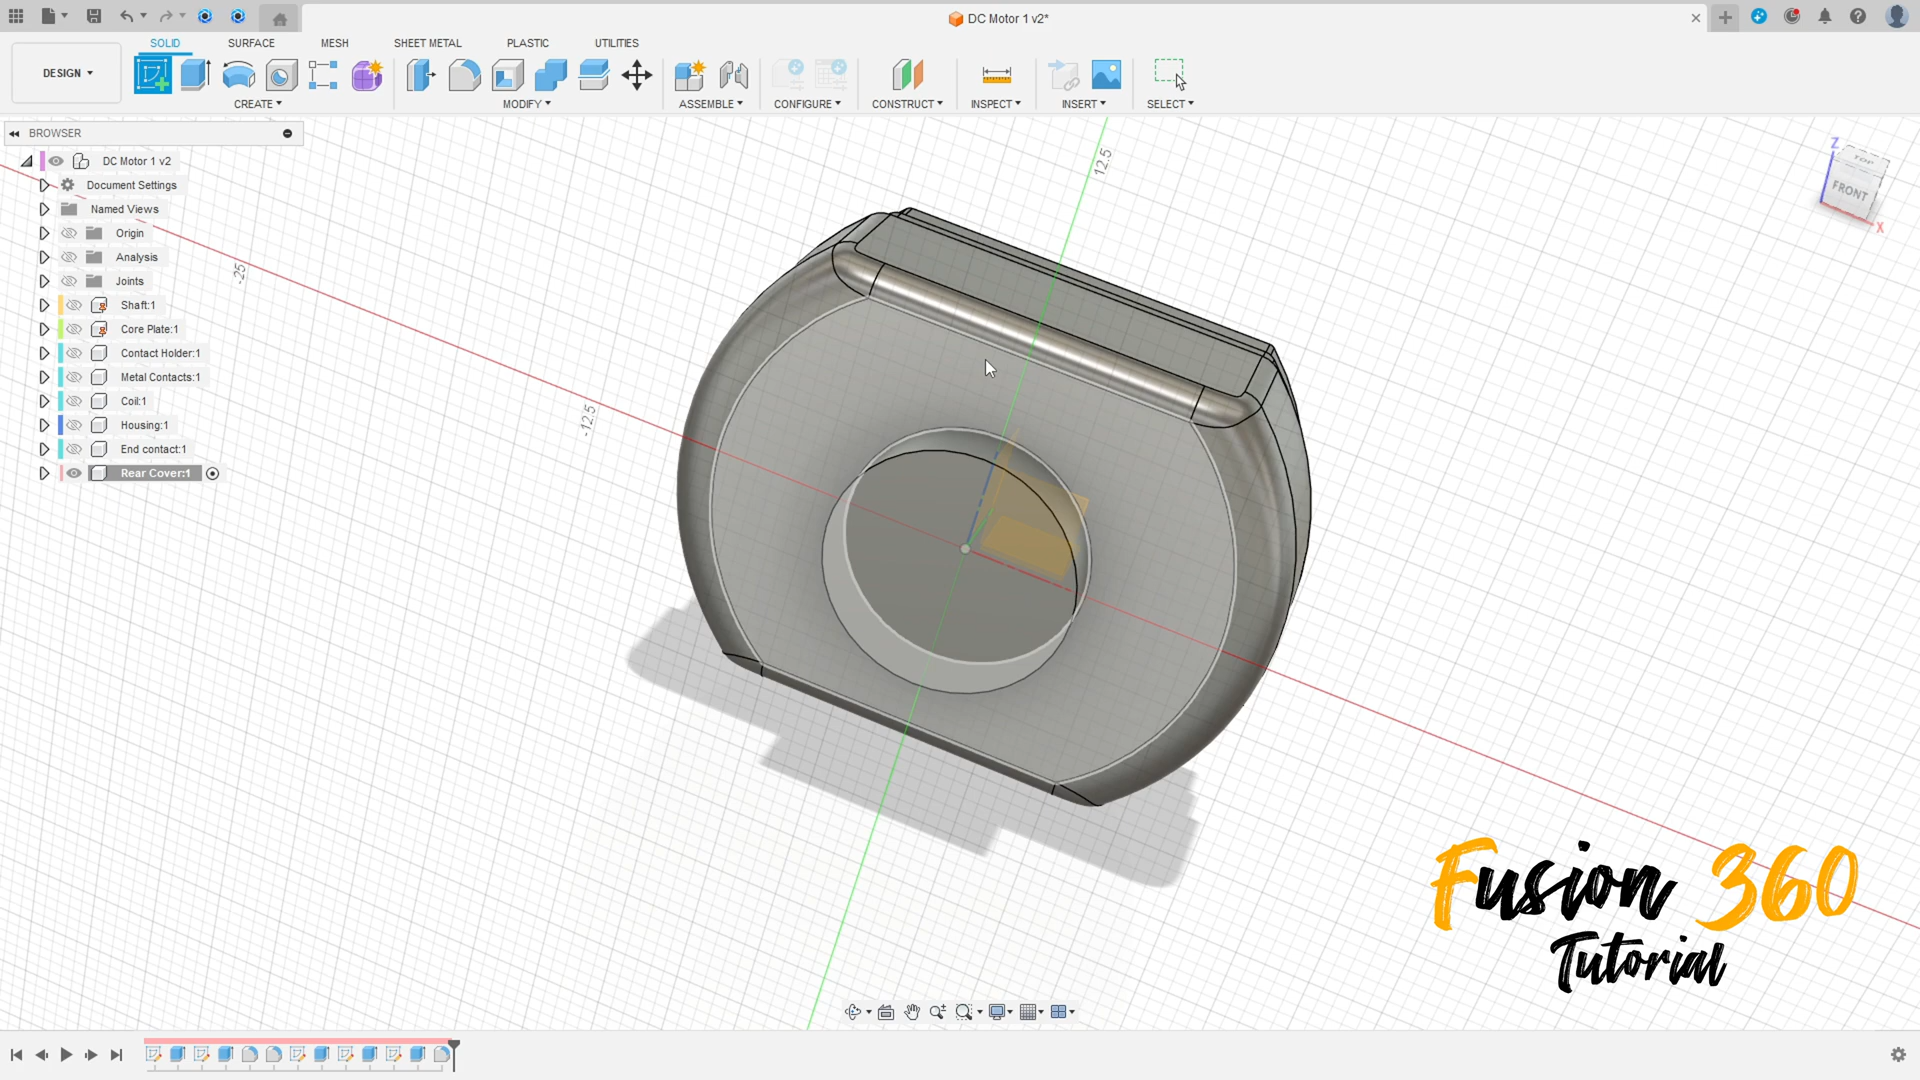 DC Motor 1 v2*
SOLID
SURFACE
MESH
SHEET METAL
PLASTIC
UTILITIES
DESIGN
CREATE
MODIFY
ASSEMBLE
CONFIGURE
CONSTRUCT
INSPECT
INSERT
SELECT
BROWSER
DC Motor 1 v2
Document Settings
Named Views
Origin
Analysis
Joints
Shaft:1
Core Plate:1
Contact Holder:1
Metal Contacts:1
Coil:1
Housing:1
End contact:1
Rear Cover:1
-25
-12.5
12.5
Z
TOP
FRONT
X
Fusion 360
Tutorial